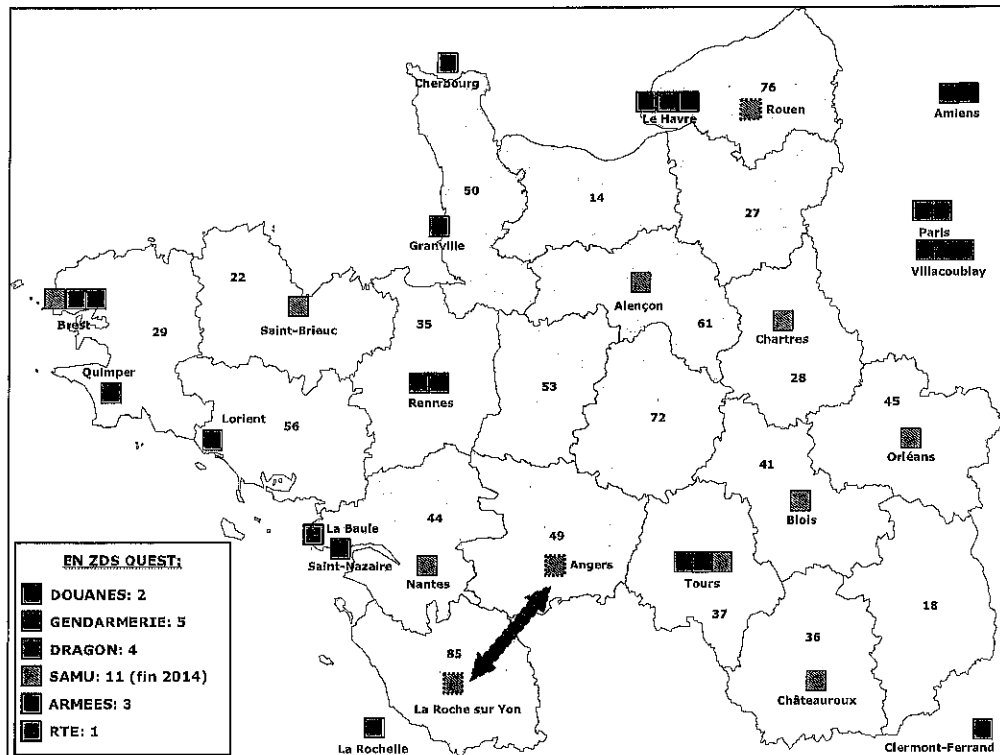 Cherbourg
76
Le Havre
Rouen
Amiens
50
14
27
Granville
Paris
Villacoublay
22
Brest
29
Saint-Brieuc
35
Alençon
61
Chartres
28
Quimper
Lorient
56
Rennes
53
72
45
Orléans
41
Blois
La Baule
Saint-Nazaire
44
Nantes
49
Angers
Tours
37
18
36
Châteauroux
85
La Roche sur Yon
La Rochelle
Clermont-Ferrand
EN ZDS OUEST:
DOUANES: 2
GENDARMERIE: 5
DRAGON: 4
SAMU: 11 (fin 2014)
ARMEES: 3
RTE: 1